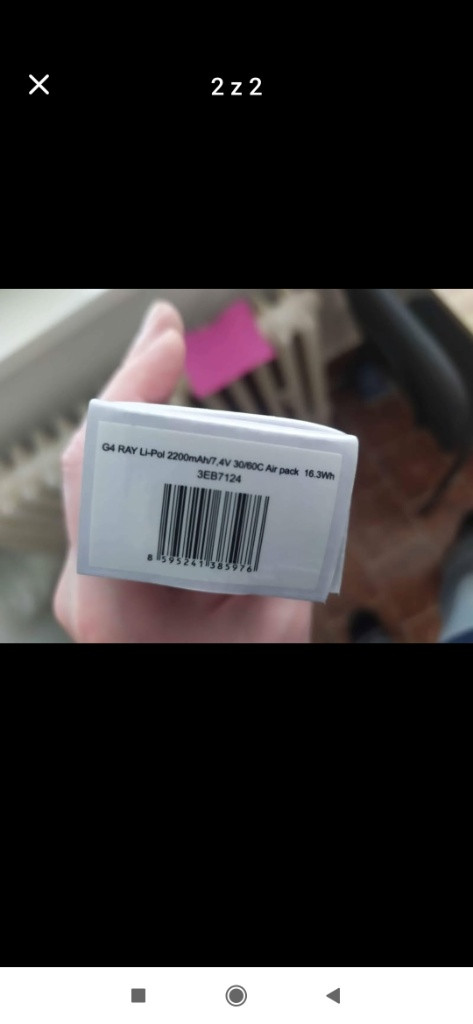 2 z 2
G4 RAY Li-Pol 2200mAh/7,4V 30/60C Air pack 16.3Wh
3EB7124
8 595241 385976